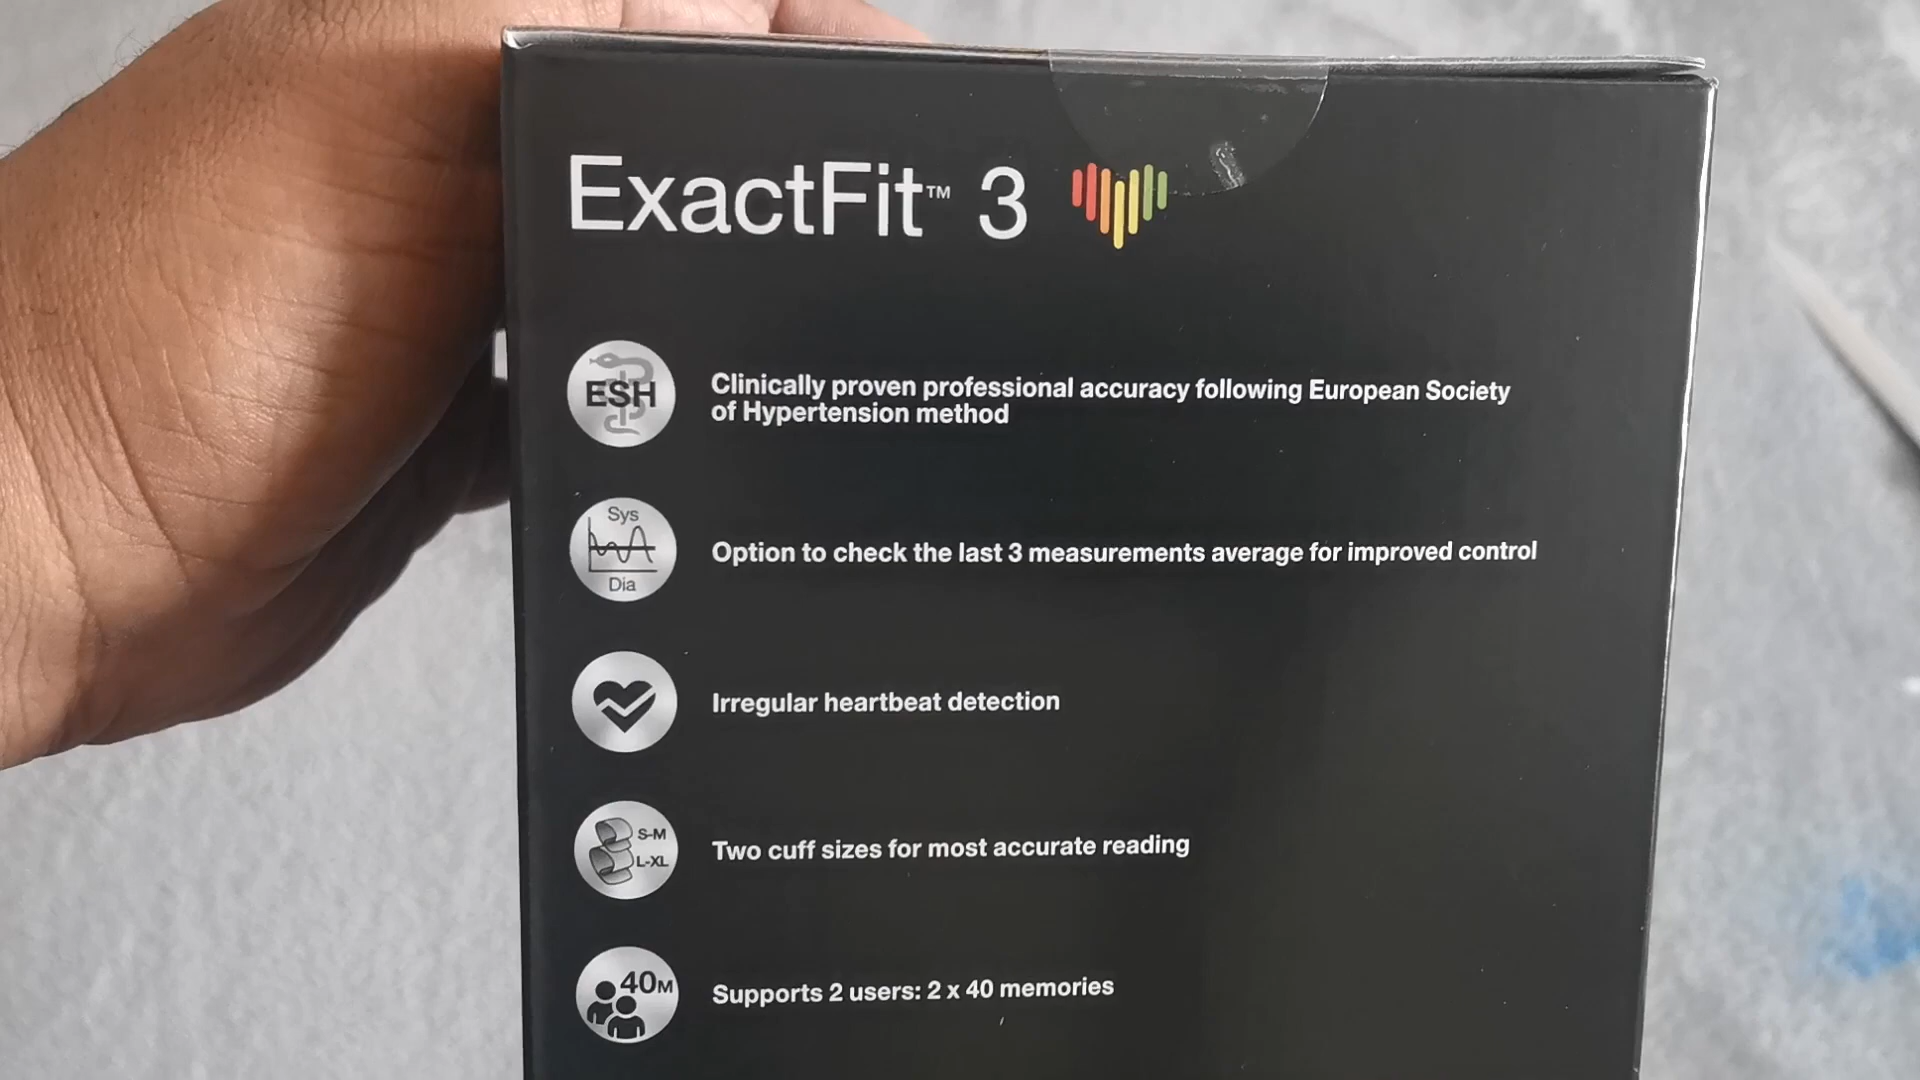 ExactFit™ 3
ESH
Clinically proven professional accuracy following European Society
of Hypertension method
Sys
Dia
Option to check the last 3 measurements average for improved control
Irregular heartbeat detection
S-M
L-XL
Two cuff sizes for most accurate reading
40M
Supports 2 users: 2 x 40 memories